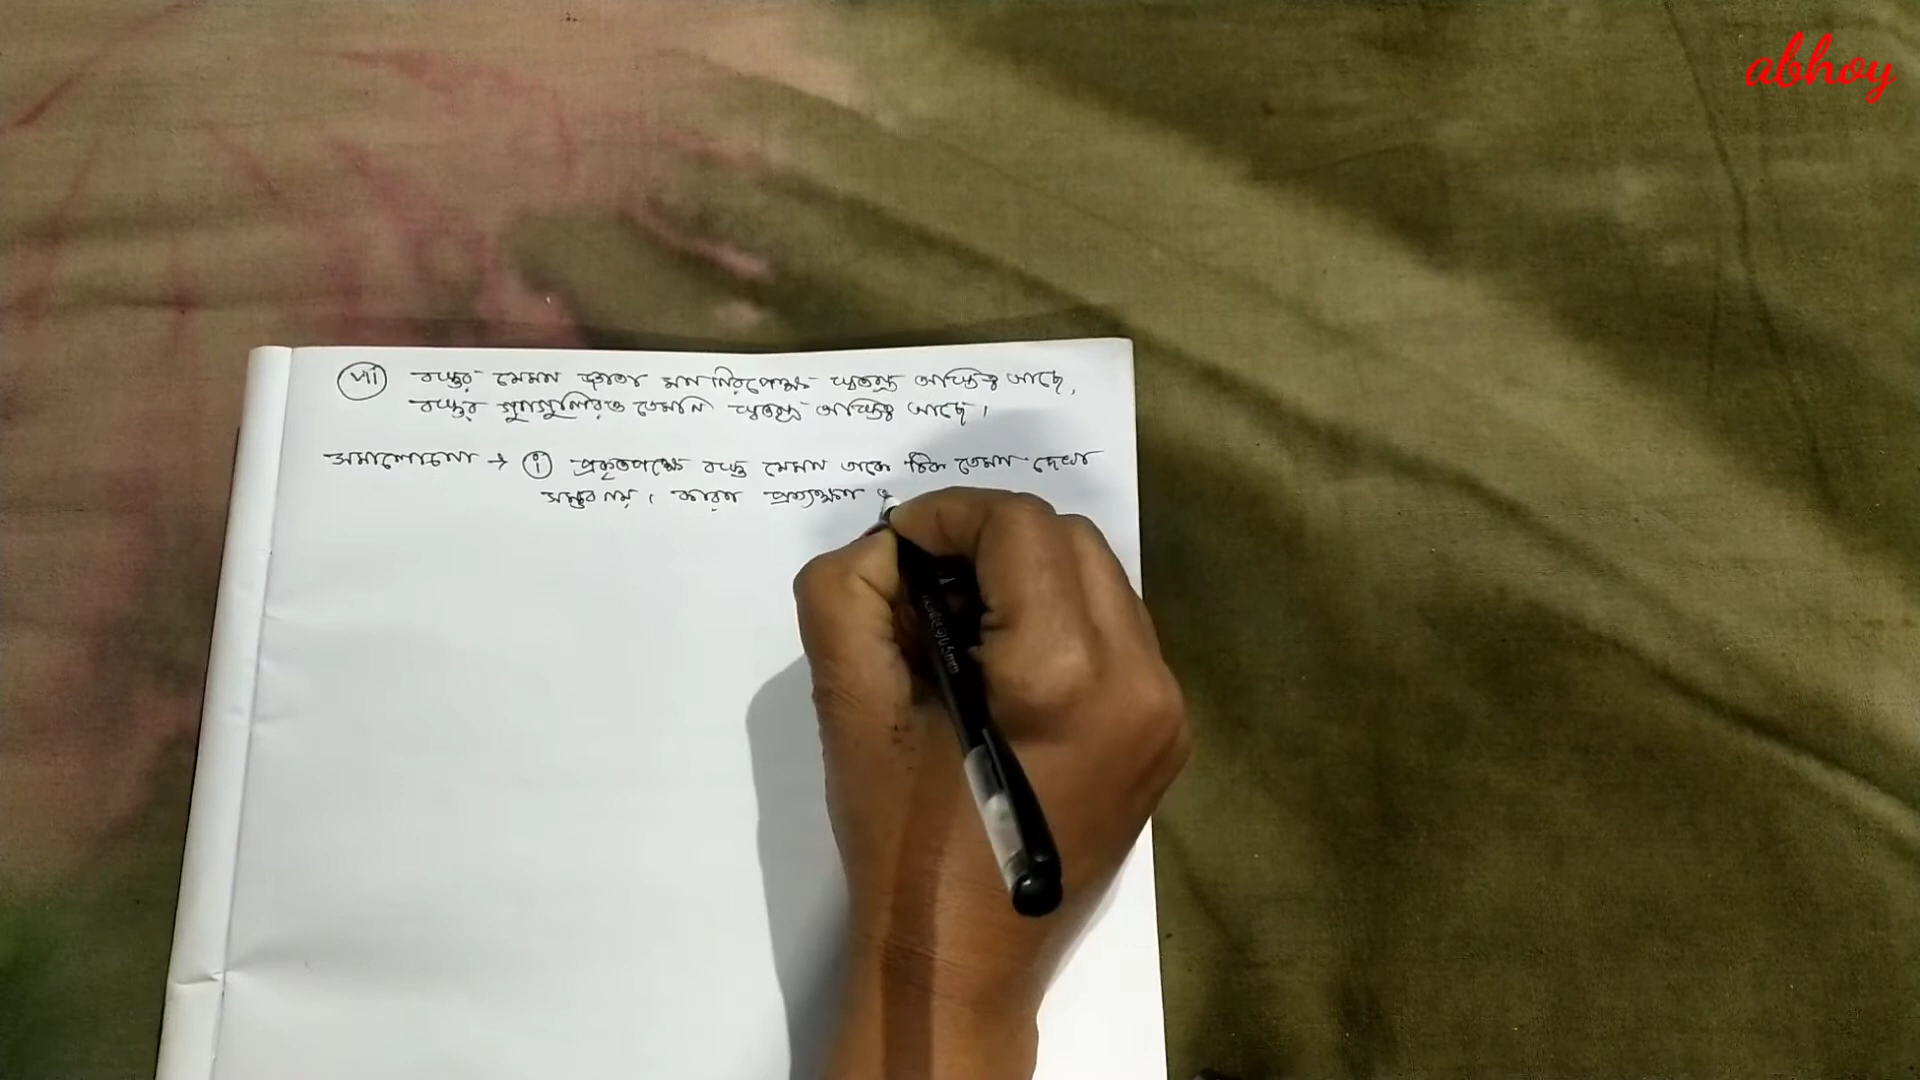 abhoy
vii বস্তুর যেমন জ্ঞাতা মন নিরপেক্ষ স্বতন্ত্র অস্তিত্ব আছে,
বস্তুর গুণগুলিরও তেমনি স্বতন্ত্র অস্তিত্ব আছে।
সমালোচনা → i প্রকৃতপক্ষে বস্তু যেমন তাকে ঠিক তেমন দেখা
সম্ভব নয়। কারণ প্রত্যক্ষণ